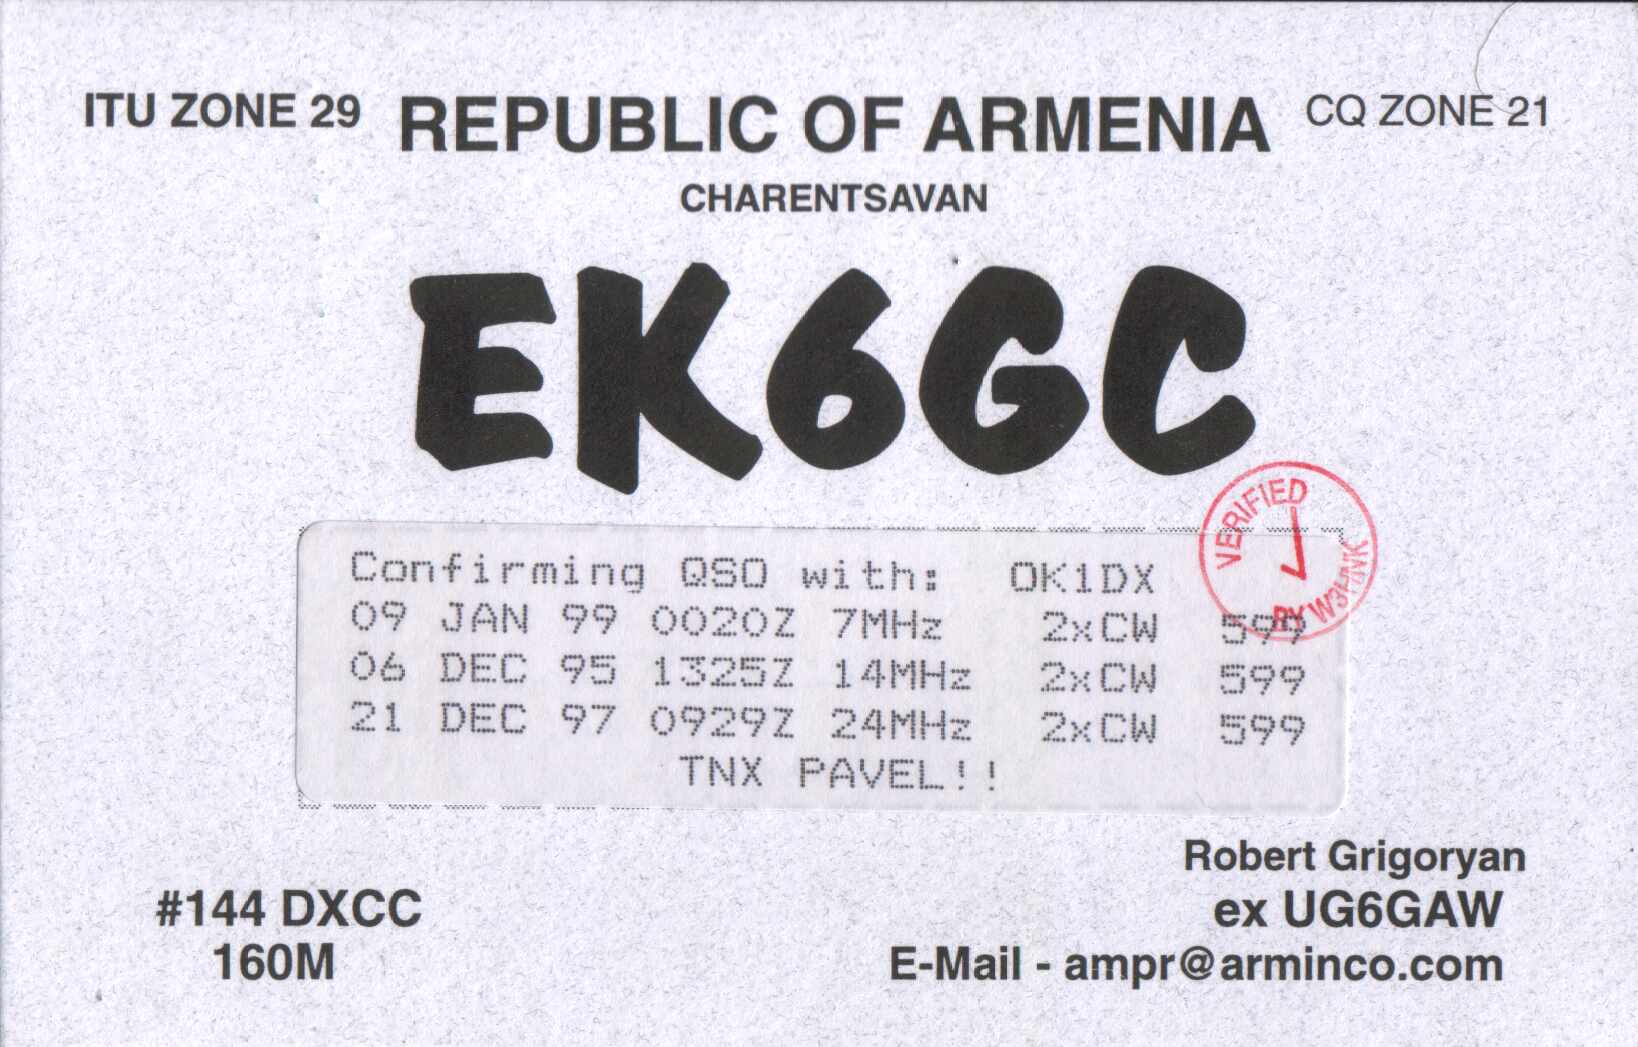 ITU ZONE 29 REPUBLIC OF ARMENIA CQ ZONE 21
CHARENTSAVAN
EK6GC
VERIFIED
BY W3HNK
Confirming QSO with: OK1DX
09 JAN 99 0020Z 7MHz 2xCW 599
06 DEC 95 1325Z 14MHz 2xCW 599
21 DEC 97 0929Z 24MHz 2xCW 599
TNX PAVEL!!
#144 DXCC
160M
Robert Grigoryan
ex UG6GAW
E-Mail - ampr@arminco.com